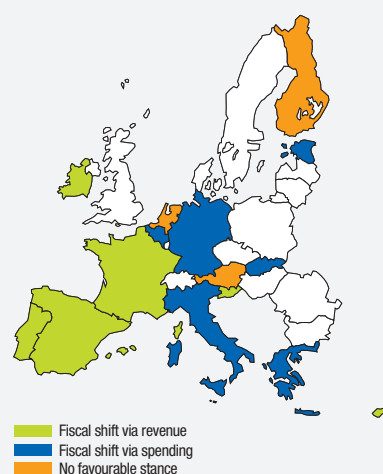 Fiscal shift via revenue
Fiscal shift via spending
No favourable stance